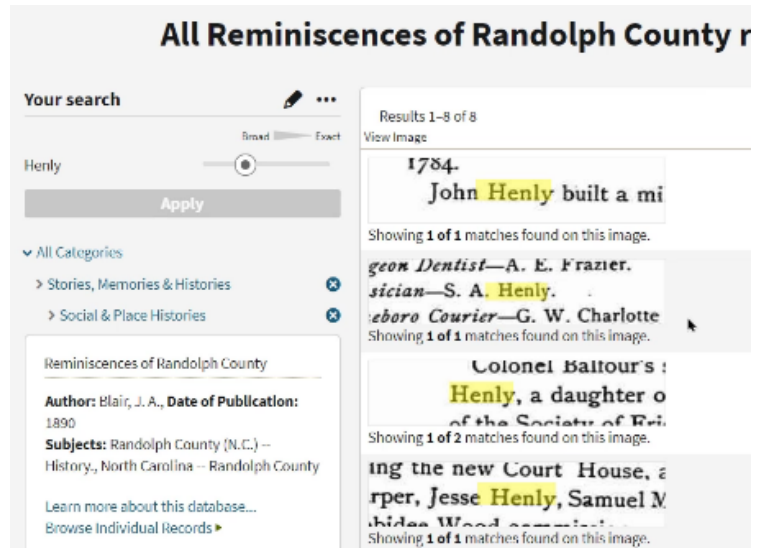 All Reminiscences of Randolph County r
Your search
Broad Exact
Henly
Apply
All Categories
Stories, Memories & Histories
Social & Place Histories
Reminiscences of Randolph County
Author: Blair, J. A., Date of Publication:
1890
Subjects: Randolph County (N.C.) --
History., North Carolina -- Randolph County
Learn more about this database...
Browse Individual Records
Results 1–8 of 8
View Image
1784.
John Henly built a mi
Showing 1 of 1 matches found on this image.
geon Dentist—A. E. Frazier.
sician—S. A. Henly.
eboro Courier—G. W. Charlotte
Showing 1 of 1 matches found on this image.
Colonel Balfour's s
Henly, a daughter o
of the Society of Fri
Showing 1 of 2 matches found on this image.
ing the new Court House, a
rper, Jesse Henly, Samuel M
Wood
Showing 1 of 1 matches found on this image.